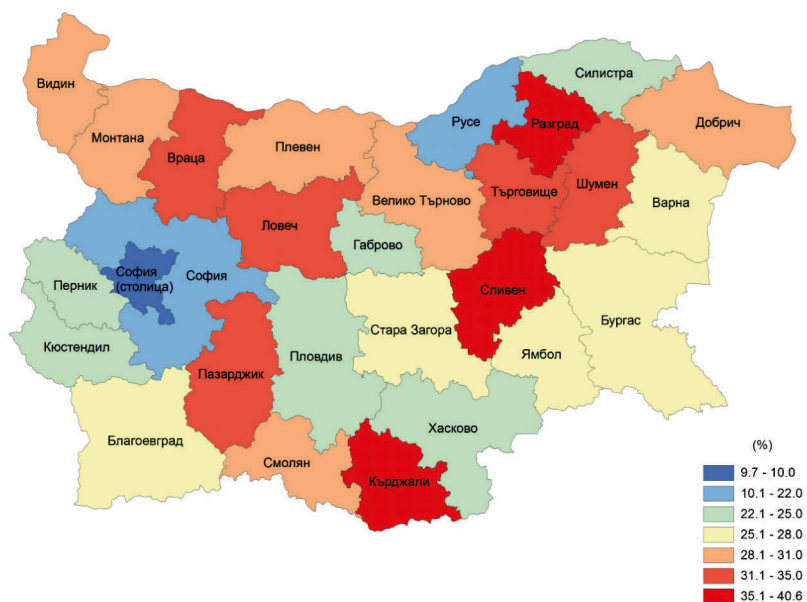 Видин
Монтана
Враца
Плевен
Велико Търново
Русе
Силистра
Разград
Добрич
Търговище
Шумен
Варна
Ловеч
Габрово
София
(столица)
София
Перник
Кюстендил
Сливен
Бургас
Стара Загора
Ямбол
Пловдив
Пазарджик
Благоевград
Хасково
Смолян
Кърджали
(%)
9.7 - 10.0
10.1 - 22.0
22.1 - 25.0
25.1 - 28.0
28.1 - 31.0
31.1 - 35.0
35.1 - 40.6